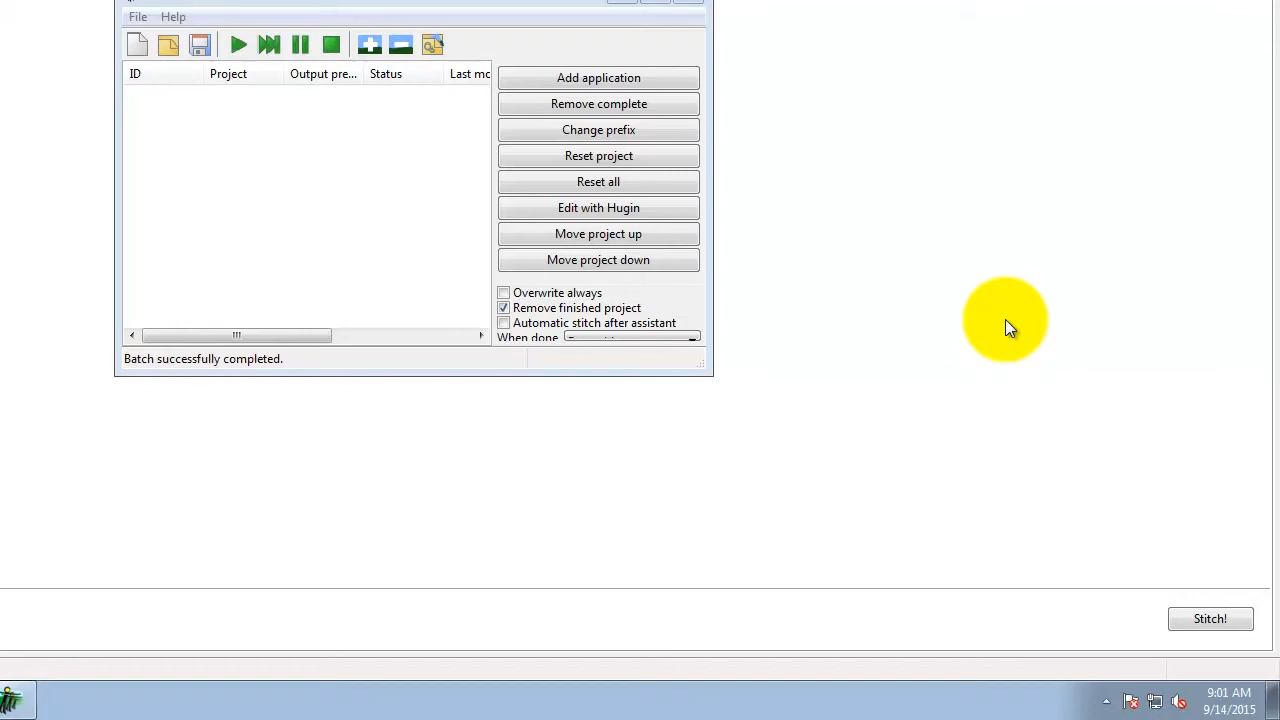 File Help
ID Project Output pre... Status Last mc
Add application
Remove complete
Change prefix
Reset project
Reset all
Edit with Hugin
Move project up
Move project down
Overwrite always
Remove finished project
Automatic stitch after assistant
When done
Batch successfully completed.
Stitch!
9:01 AM
9/14/2015